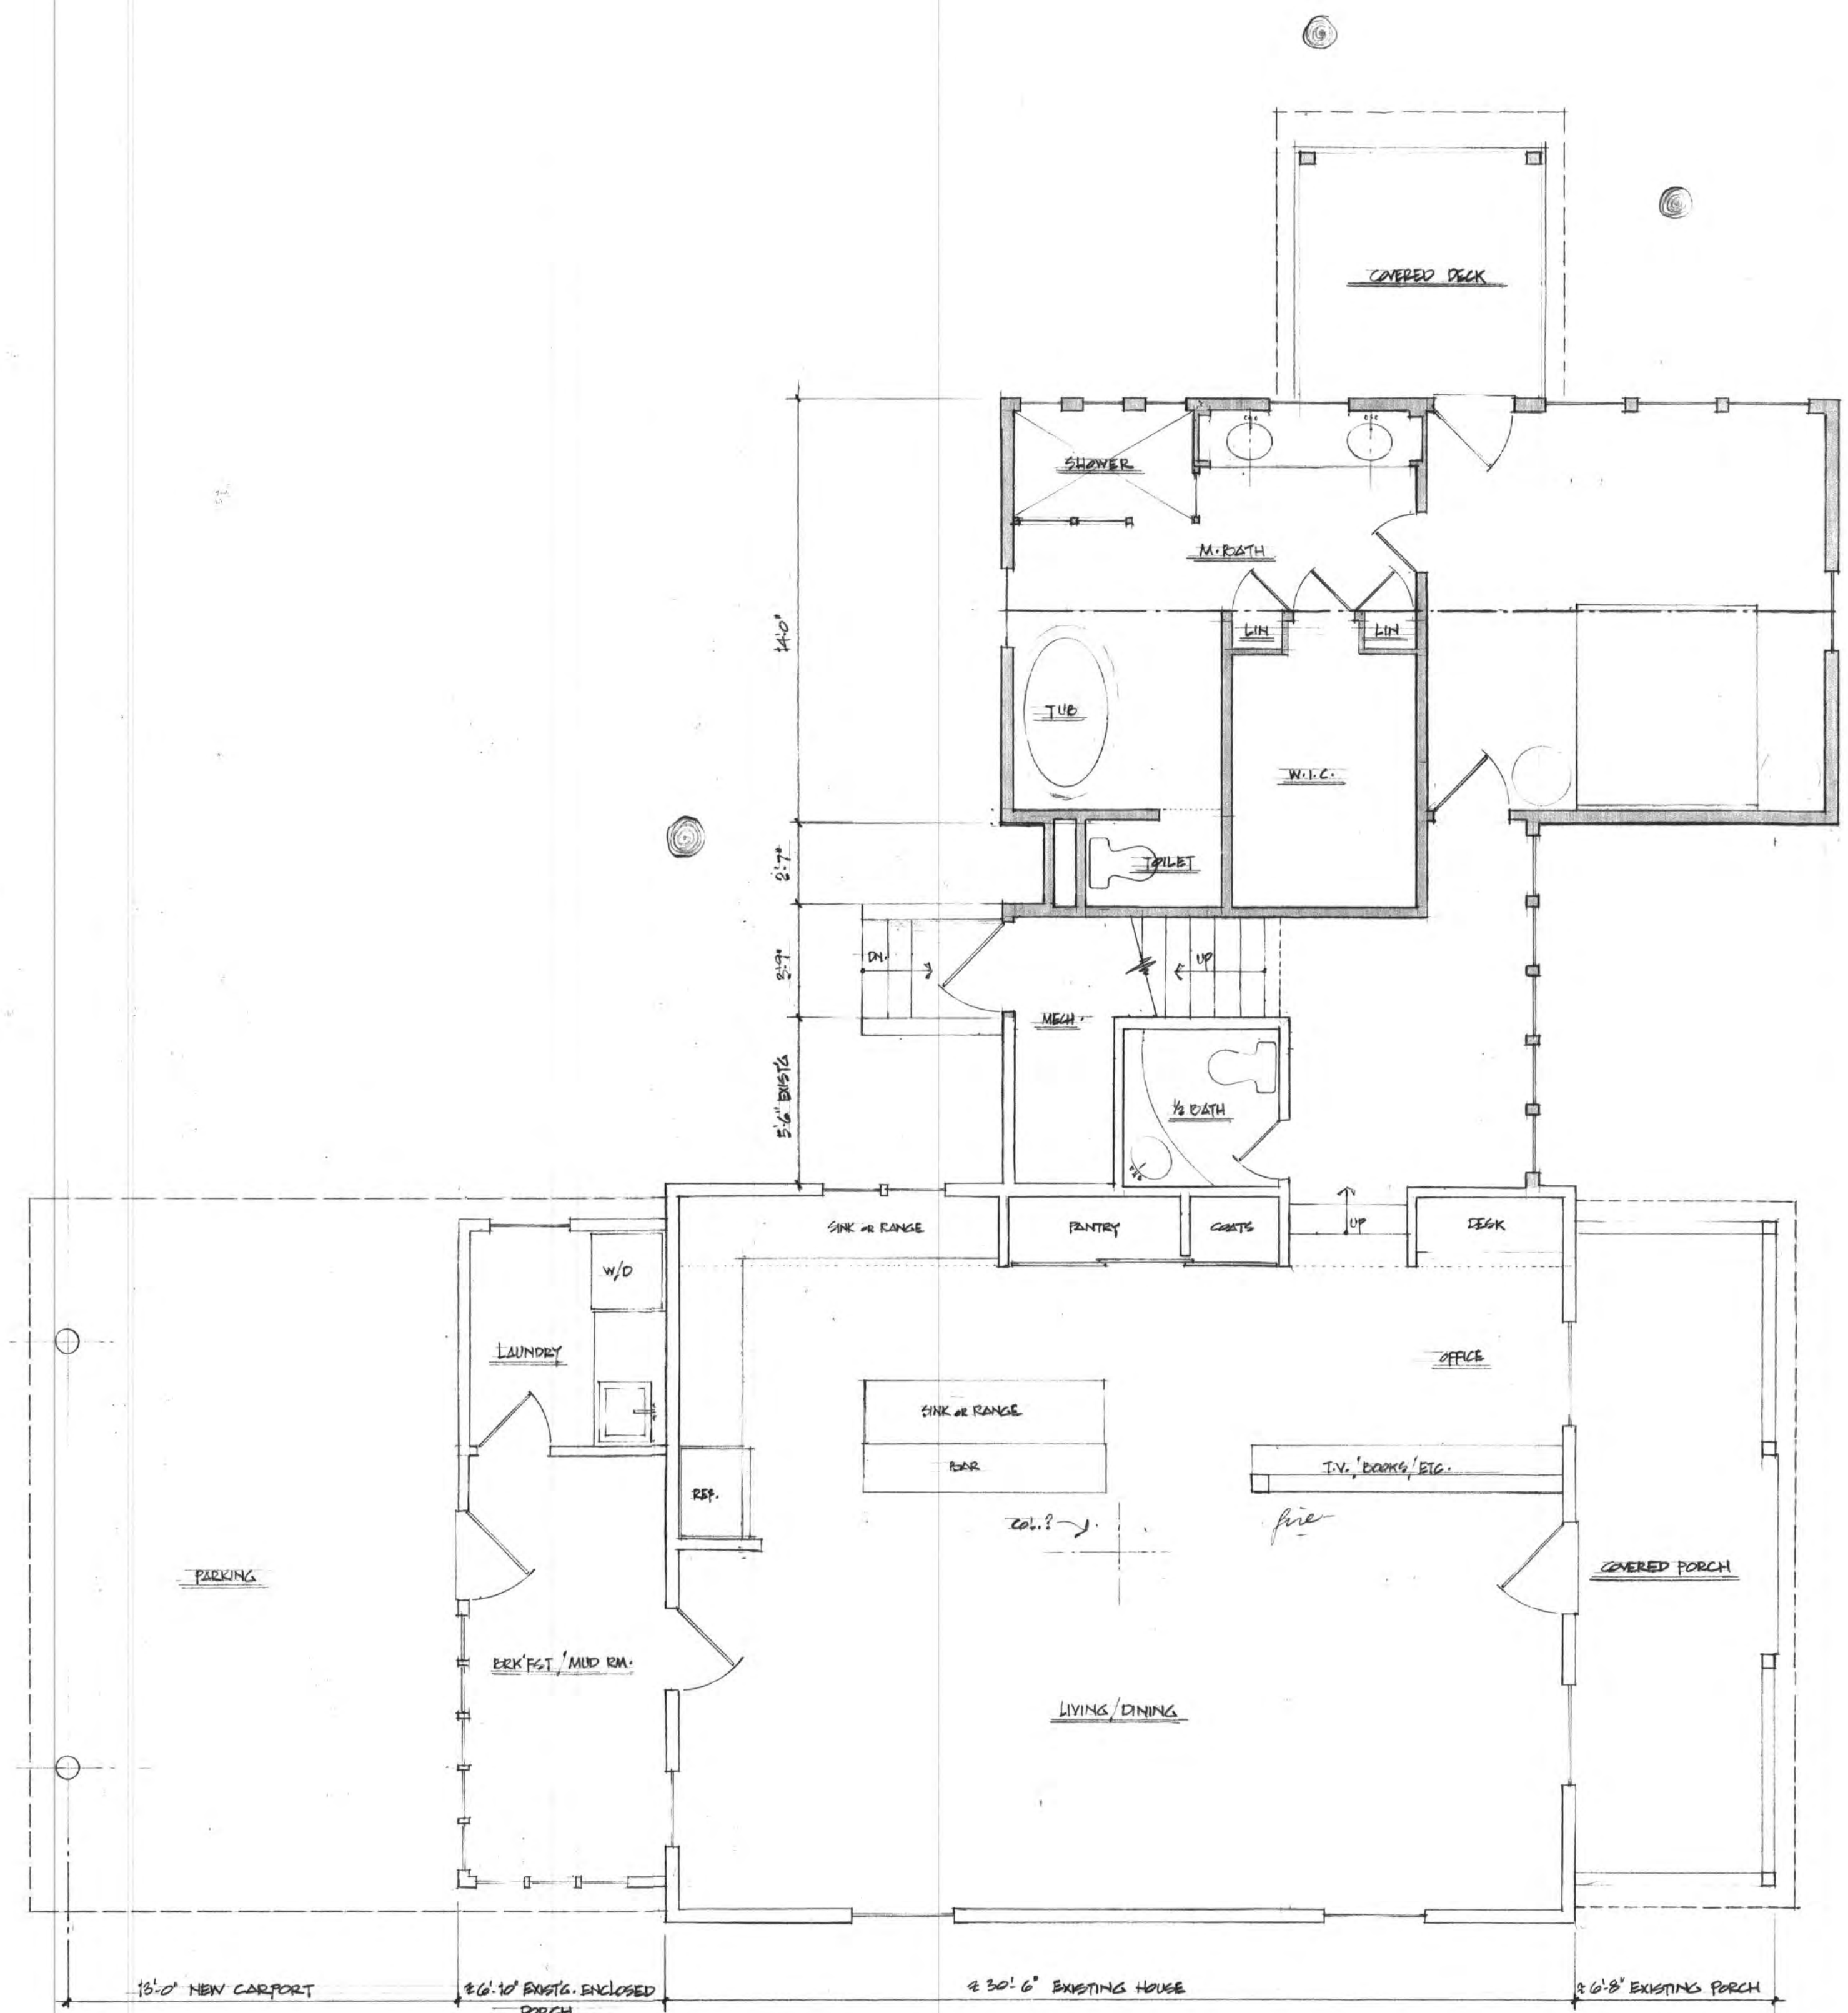 COVERED DECK
SHOWER
M. BATH
LIN
LIN
14'-0"
TUB
W.I.C.
2'-7"
TOILET
3'-9"
DN.
UP
MECH.
5'-6" EXIST'G
½ BATH
SINK OR RANGE
PANTRY
COATS
UP
DESK
W/D
LAUNDRY
OFFICE
SINK OR RANGE
BAR
T.V. / BOOKS / ETC.
REF.
COL.?
fire
PARKING
COVERED PORCH
BRK'FST / MUD RM.
LIVING / DINING
13'-0" NEW CARPORT
± 6'-10" EXIST'G. ENCLOSED
PORCH
± 30'-6" EXISTING HOUSE
± 6'-8" EXISTING PORCH